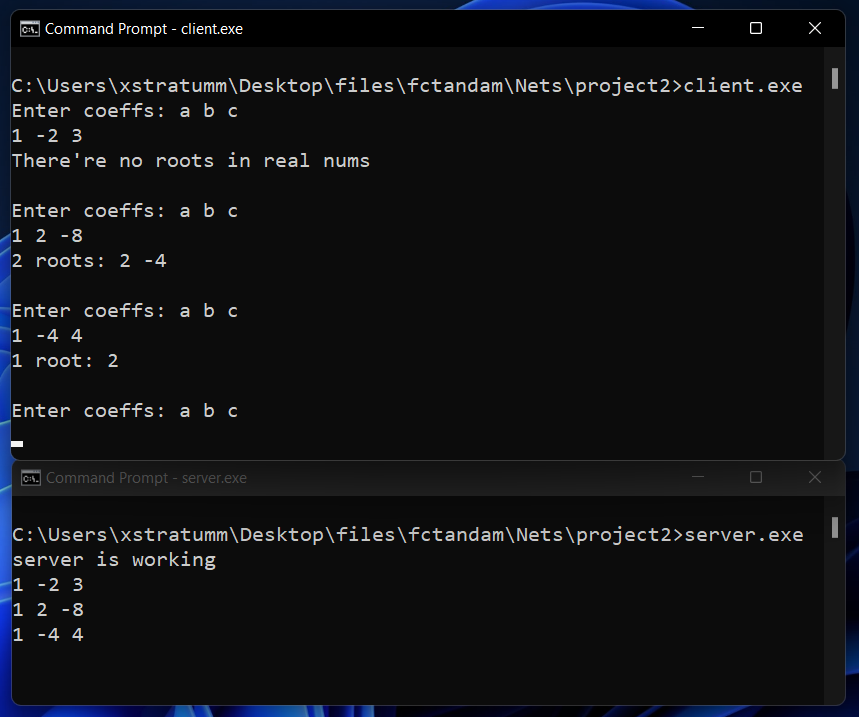 Command Prompt - client.exe
C:\Users\xstratumm\Desktop\files\fctandam\Nets\project2>client.exe
Enter coeffs: a b c
1 -2 3
There're no roots in real nums
Enter coeffs: a b c
1 2 -8
2 roots: 2 -4
Enter coeffs: a b c
1 -4 4
1 root: 2
Enter coeffs: a b c
Command Prompt - server.exe
C:\Users\xstratumm\Desktop\files\fctandam\Nets\project2>server.exe
server is working
1 -2 3
1 2 -8
1 -4 4